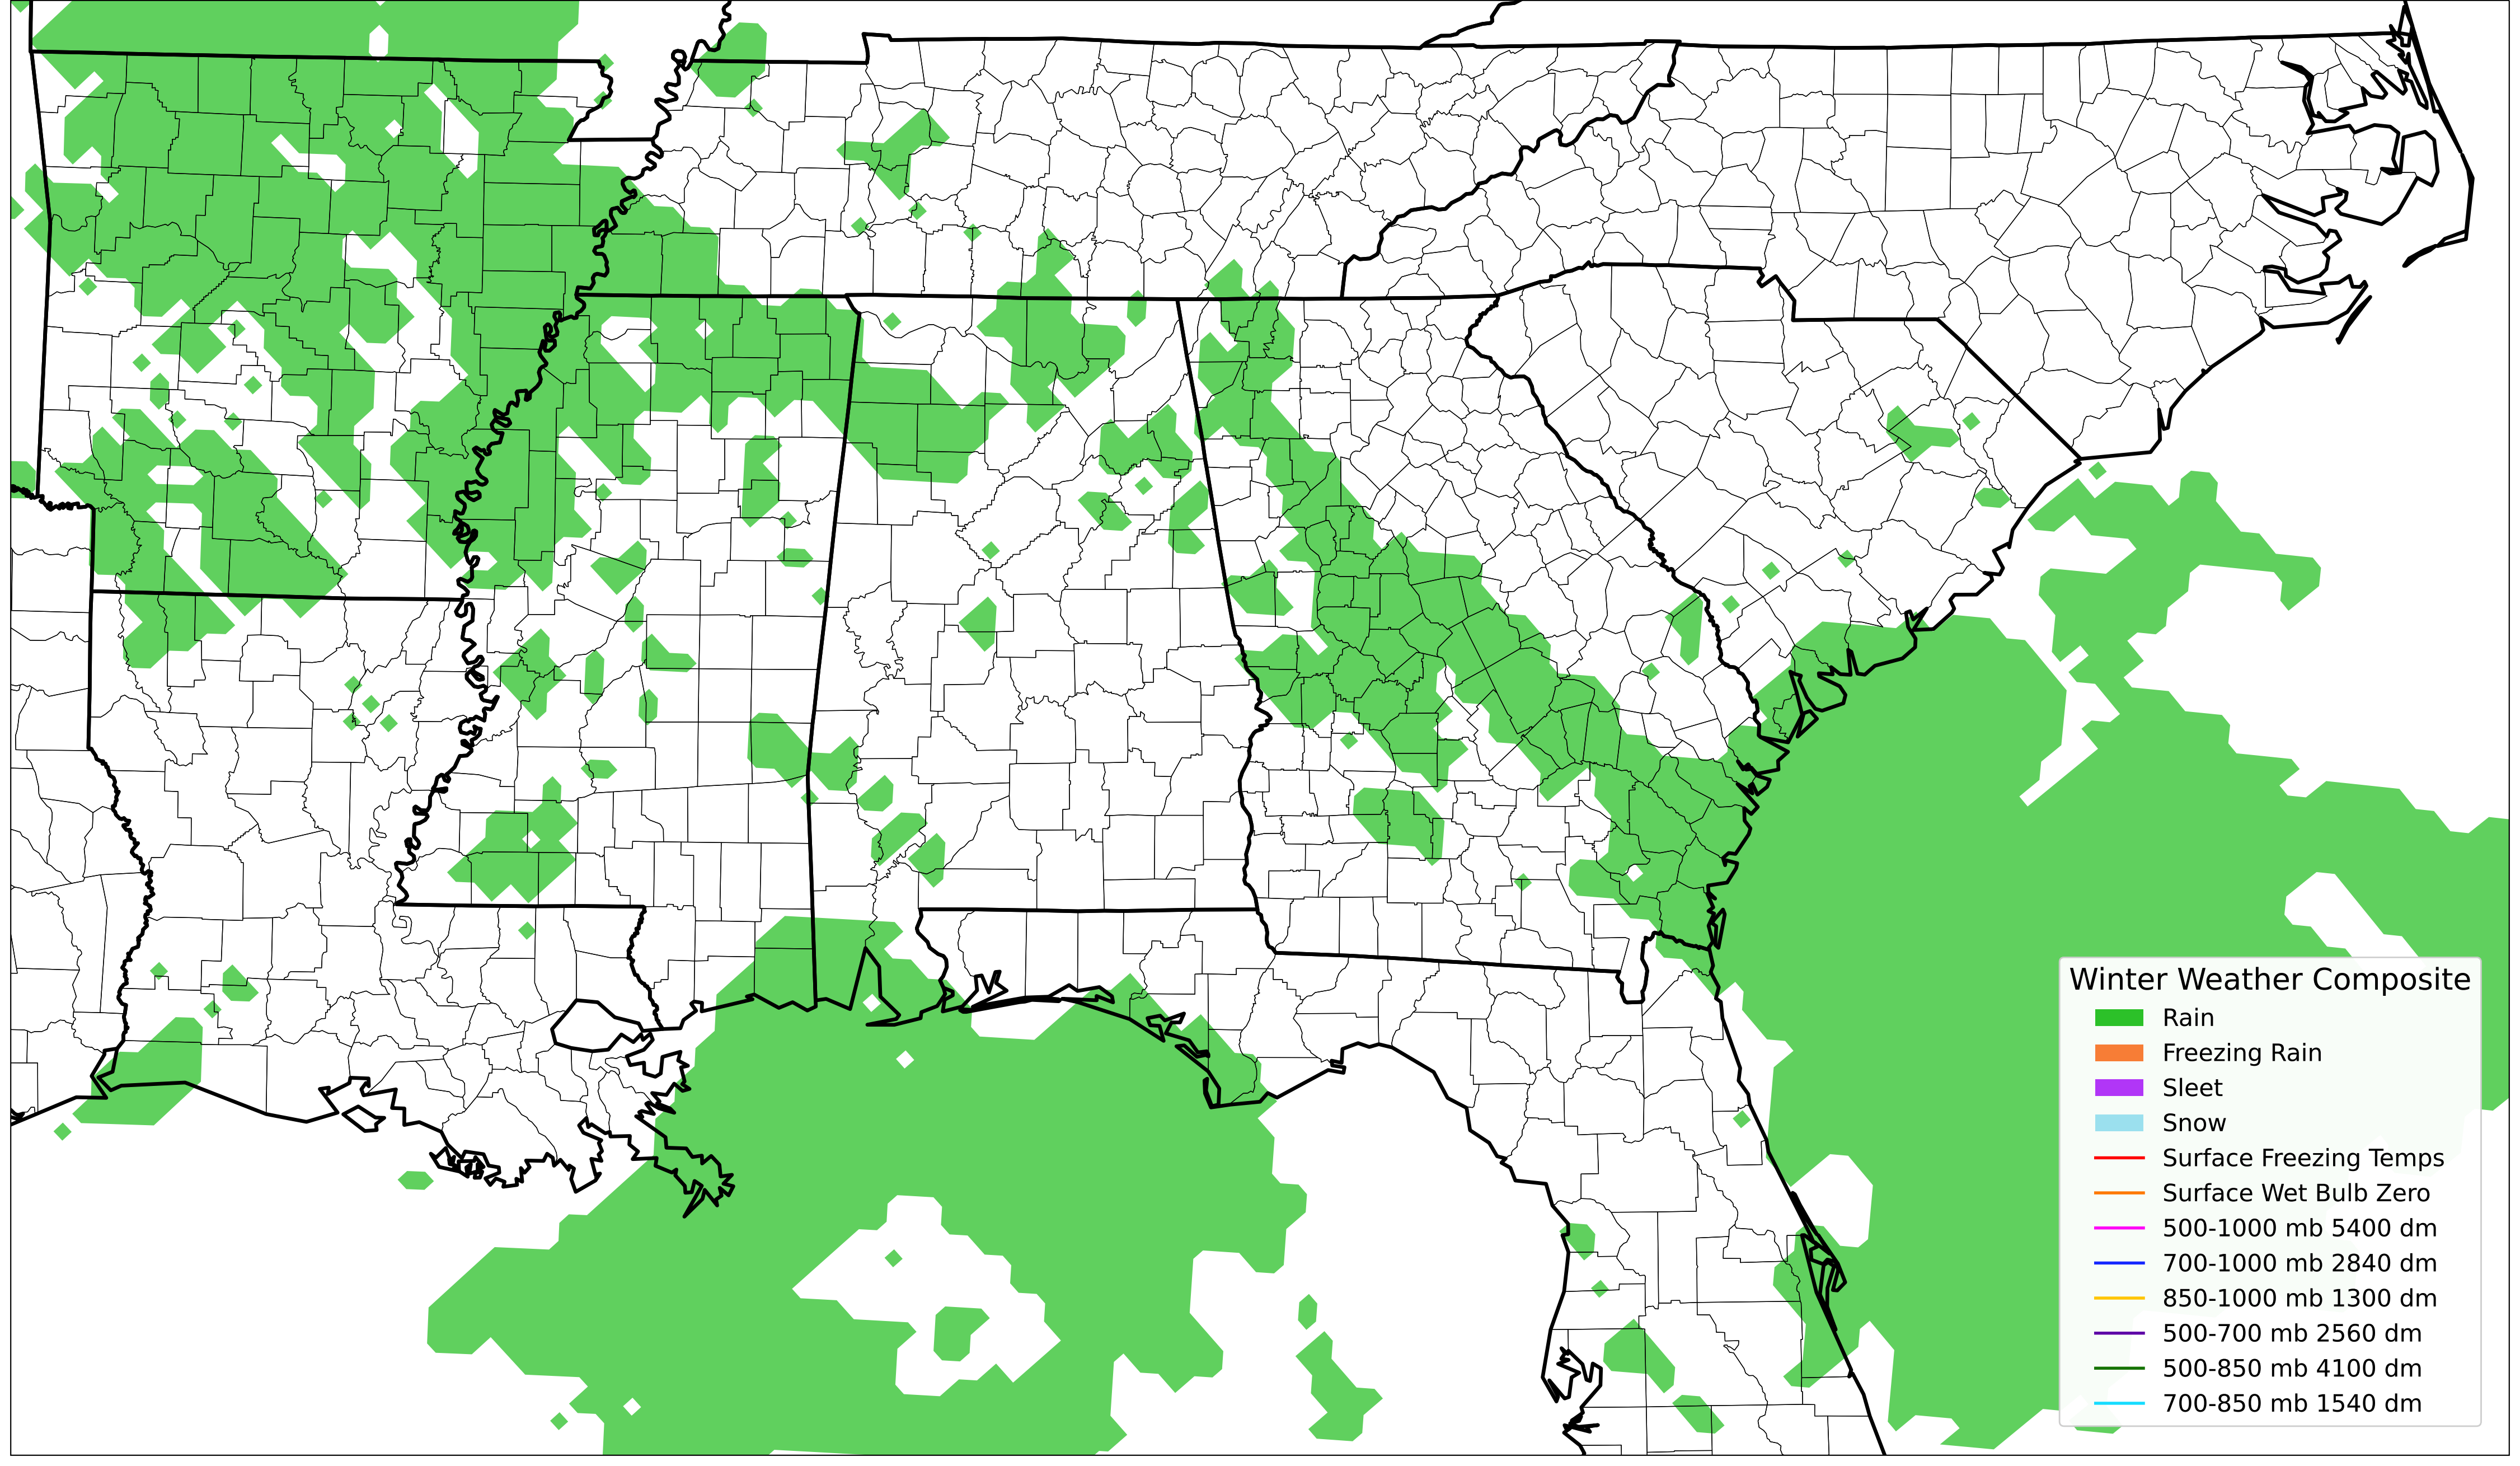 Winter Weather Composite
Rain
Freezing Rain
Sleet
Snow
Surface Freezing Temps
Surface Wet Bulb Zero
500-1000 mb 5400 dm
700-1000 mb 2840 dm
850-1000 mb 1300 dm
500-700 mb 2560 dm
500-850 mb 4100 dm
700-850 mb 1540 dm